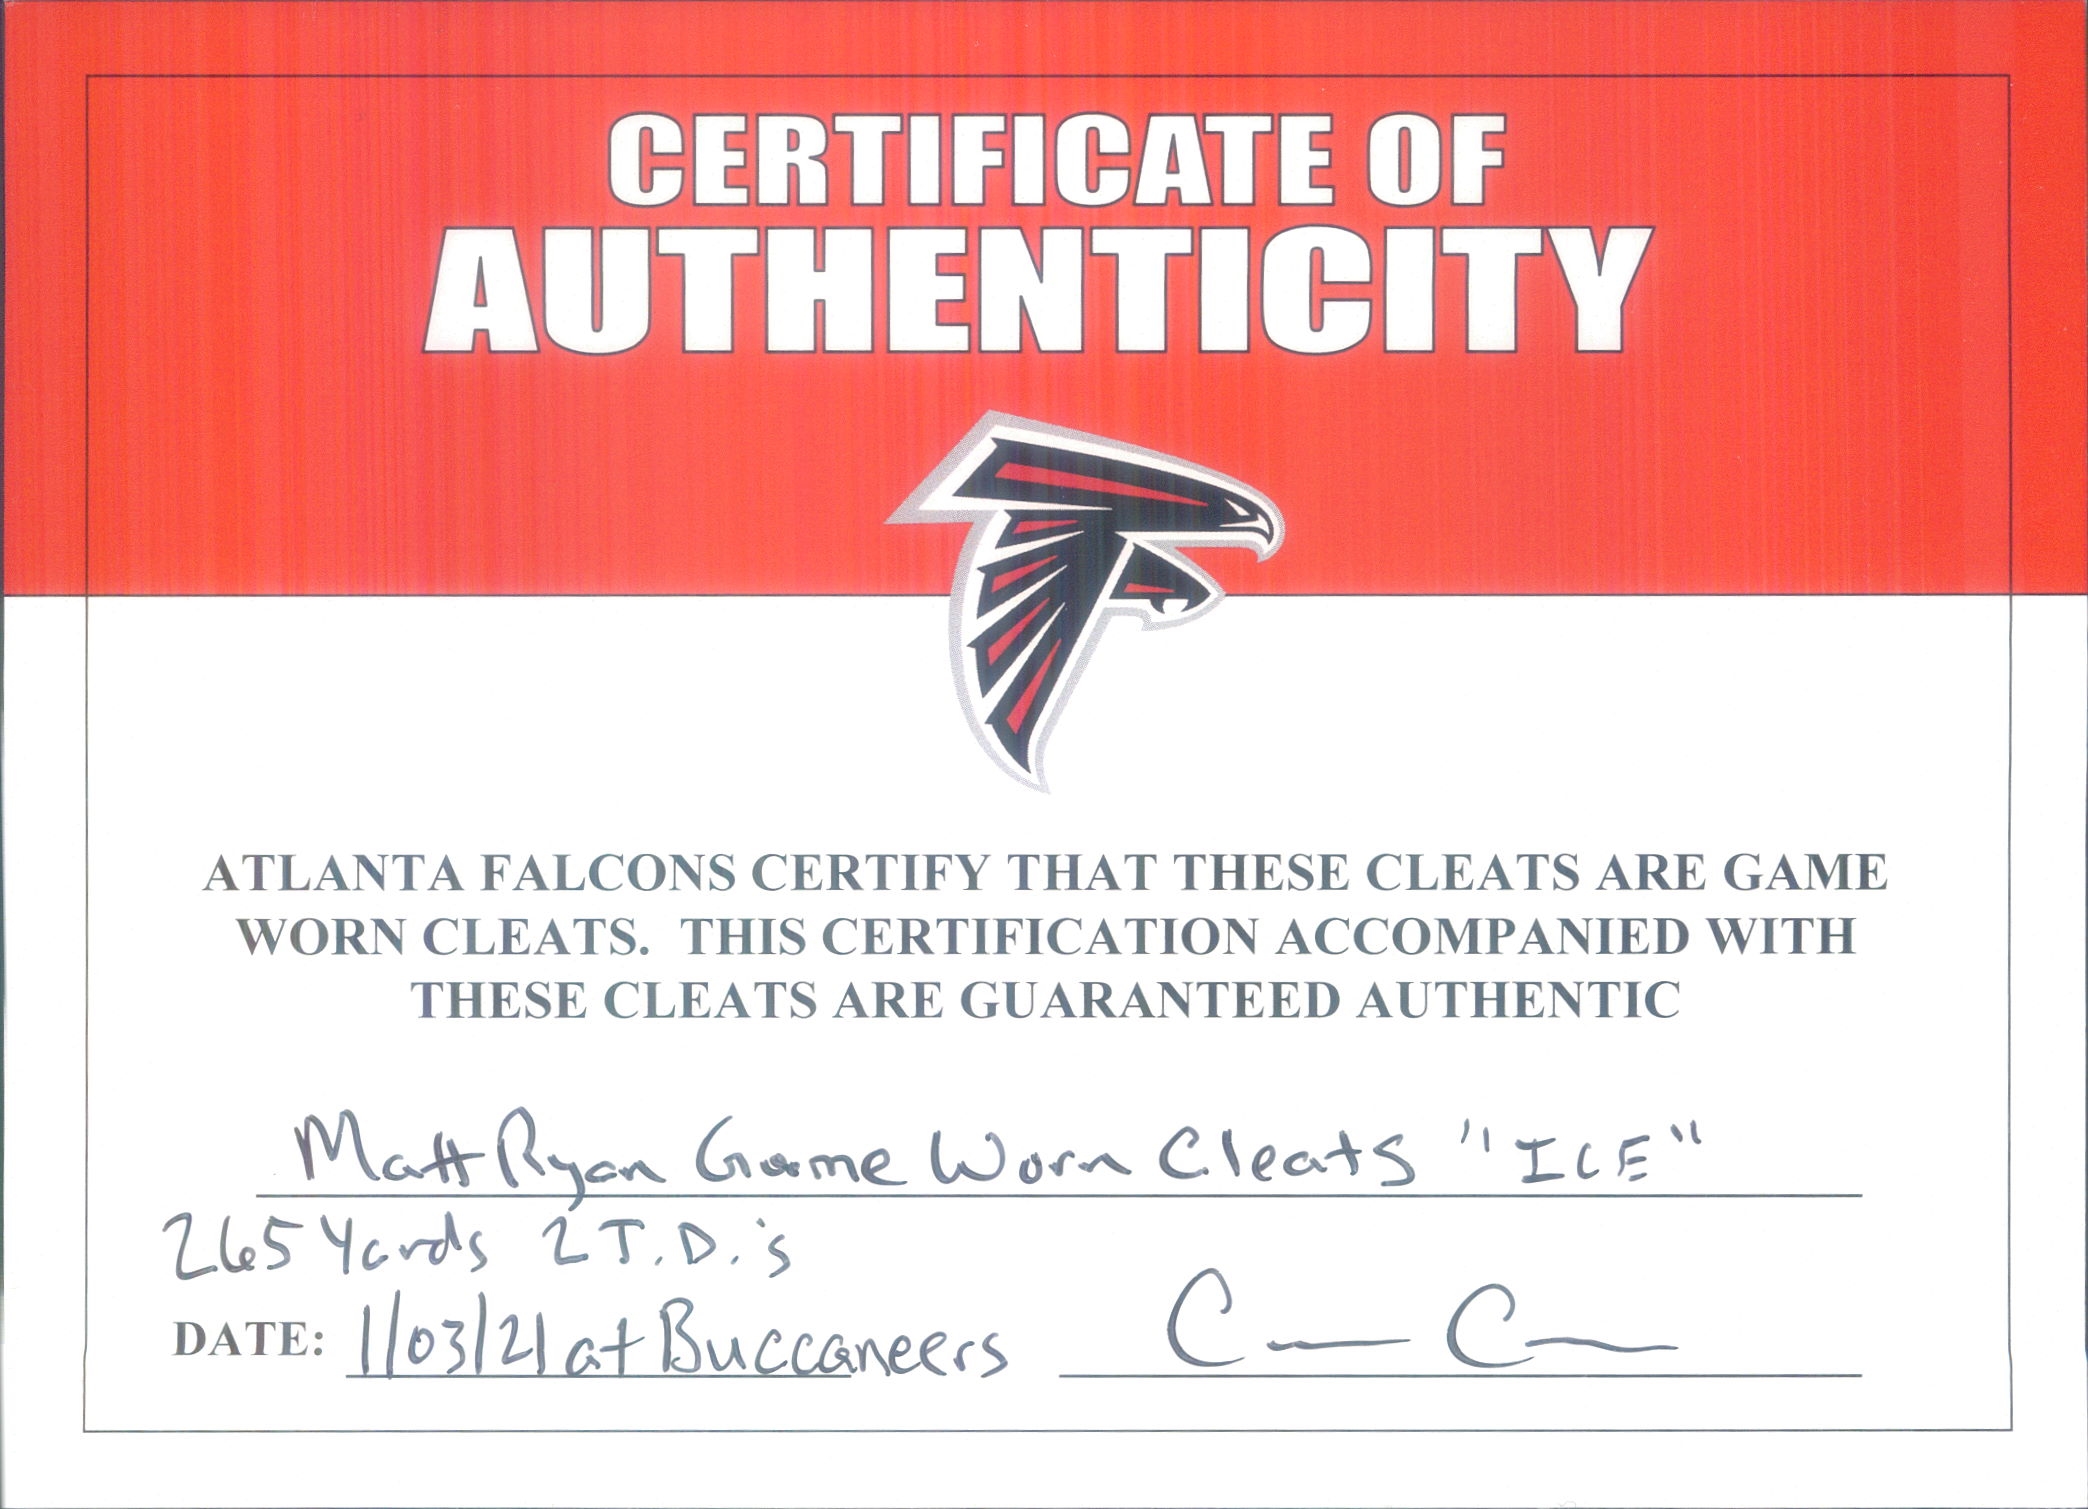 CERTIFICATE OF
AUTHENTICITY
ATLANTA FALCONS CERTIFY THAT THESE CLEATS ARE GAME
WORN CLEATS. THIS CERTIFICATION ACCOMPANIED WITH
THESE CLEATS ARE GUARANTEED AUTHENTIC
Matt Ryan Game Worn Cleats "ICE"
265 Yards 2 T.D.'s
DATE: 1/03/21 at Buccaneers